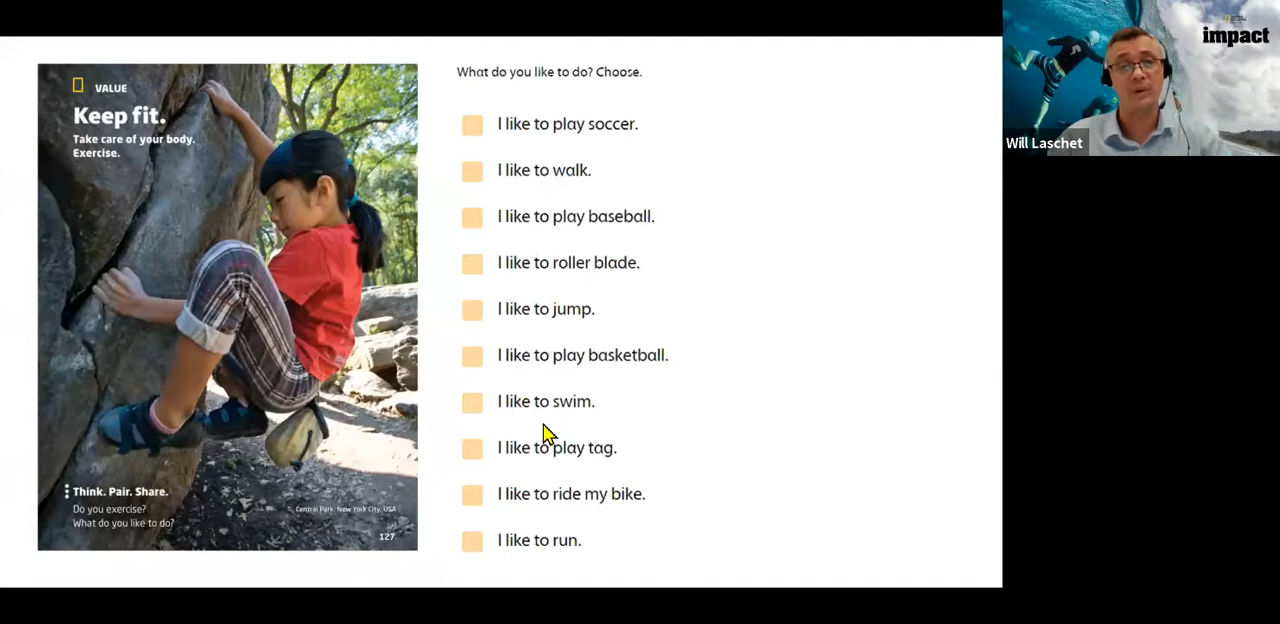 VALUE
Keep fit.
Take care of your body.
Exercise.
Think. Pair. Share.
Do you exercise?
What do you like to do?
Central Park, New York City, USA
127
What do you like to do? Choose.
I like to play soccer.
I like to walk.
I like to play baseball.
I like to roller blade.
I like to jump.
I like to play basketball.
I like to swim.
I like to play tag.
I like to ride my bike.
I like to run.
impact
Will Laschet